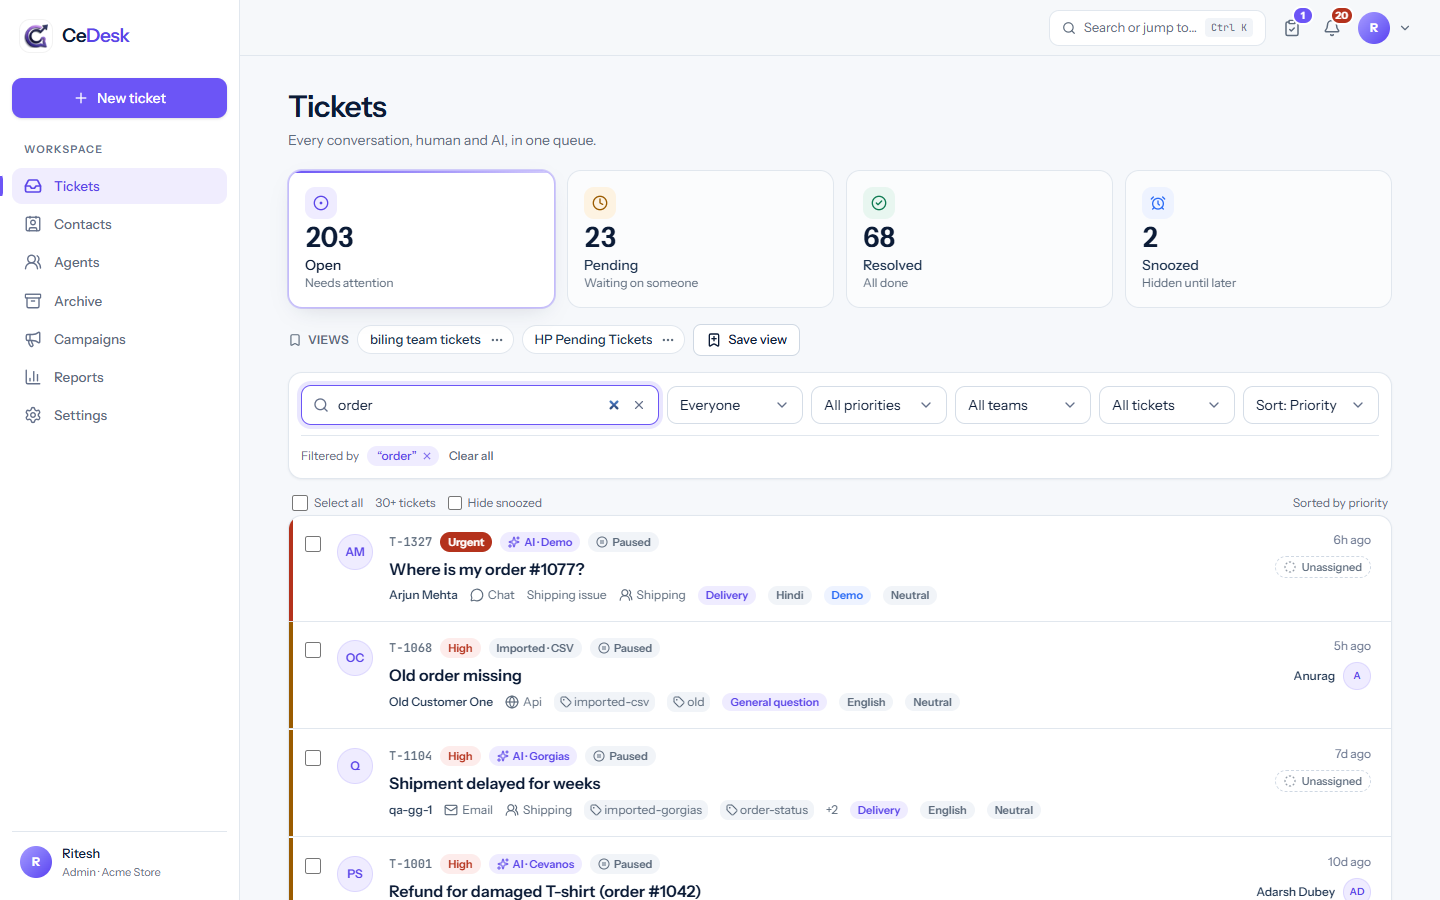 CeDesk
Search or jump to... Ctrl K
1
20
R
New ticket
WORKSPACE
Tickets
Contacts
Agents
Archive
Campaigns
Reports
Settings
R
Ritesh
Admin · Acme Store
Tickets
Every conversation, human and AI, in one queue.
203
Open
Needs attention
23
Pending
Waiting on someone
68
Resolved
All done
2
Snoozed
Hidden until later
VIEWS biling team tickets ... HP Pending Tickets ... Save view
order Everyone All priorities All teams All tickets Sort: Priority
Filtered by “order” Clear all
Select all 30+ tickets Hide snoozed Sorted by priority
AM T-1327 Urgent AI · Demo Paused 6h ago
Where is my order #1077? Unassigned
Arjun Mehta Chat Shipping issue Shipping Delivery Hindi Demo Neutral
OC T-1068 High Imported · CSV Paused 5h ago
Old order missing Anurag A
Old Customer One Api imported-csv old General question English Neutral
Q T-1104 High AI · Gorgias Paused 7d ago
Shipment delayed for weeks Unassigned
qa-gg-1 Email Shipping imported-gorgias order-status +2 Delivery English Neutral
PS T-1001 High AI · Cevanos Paused 10d ago
Refund for damaged T-shirt (order #1042) Adarsh Dubey AD